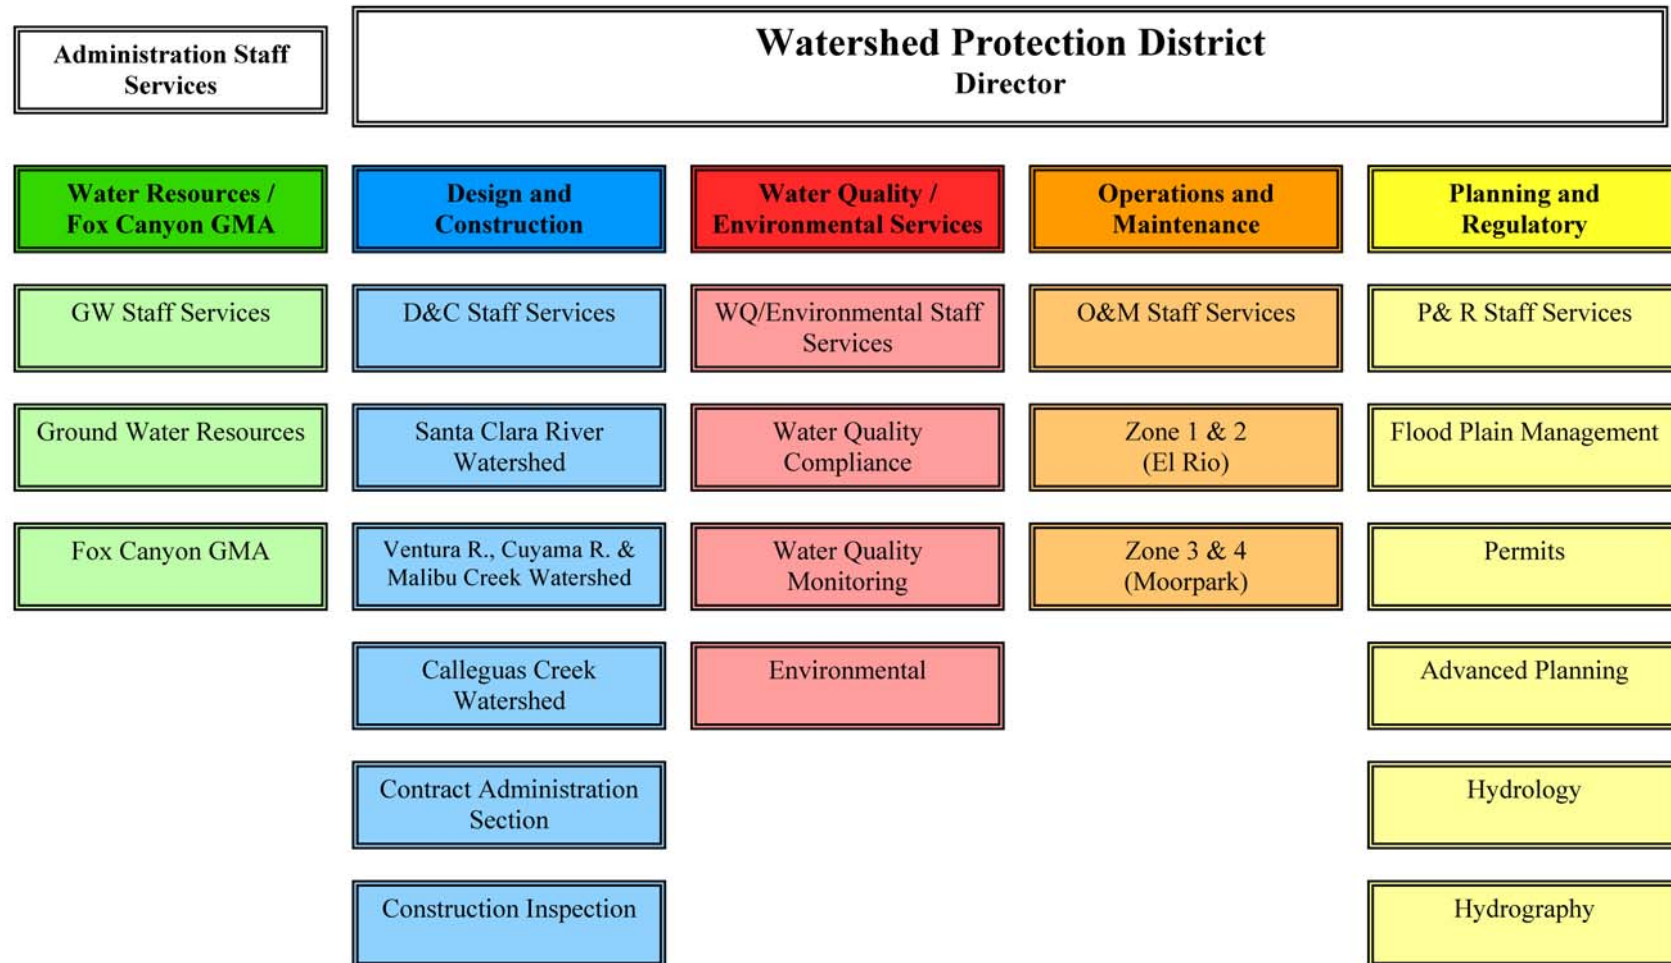 Administration Staff
Services
Watershed Protection District
Director
Water Resources /
Fox Canyon GMA
GW Staff Services
Ground Water Resources
Fox Canyon GMA
Design and
Construction
D&C Staff Services
Santa Clara River
Watershed
Ventura R., Cuyama R. &
Malibu Creek Watershed
Calleguas Creek
Watershed
Contract Administration
Section
Construction Inspection
Water Quality /
Environmental Services
WQ/Environmental Staff
Services
Water Quality
Compliance
Water Quality
Monitoring
Environmental
Operations and
Maintenance
O&M Staff Services
Zone 1 & 2
(El Rio)
Zone 3 & 4
(Moorpark)
Planning and
Regulatory
P& R Staff Services
Flood Plain Management
Permits
Advanced Planning
Hydrology
Hydrography